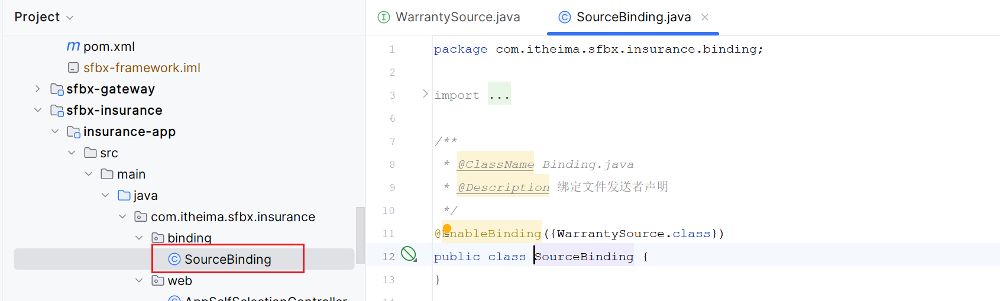 Project
pom.xml
sfbx-framework.iml
sfbx-gateway
sfbx-insurance
insurance-app
src
main
java
com.itheima.sfbx.insurance
binding
SourceBinding
web
AppSelfSelectionController
WarrantySource.java
SourceBinding.java
1 package com.itheima.sfbx.insurance.binding;
2
3 import ...
6
7 /**
8 * @ClassName Binding.java
9 * @Description 绑定文件发送者声明
10 */
11 @EnableBinding({WarrantySource.class})
12 public class SourceBinding {
13 }